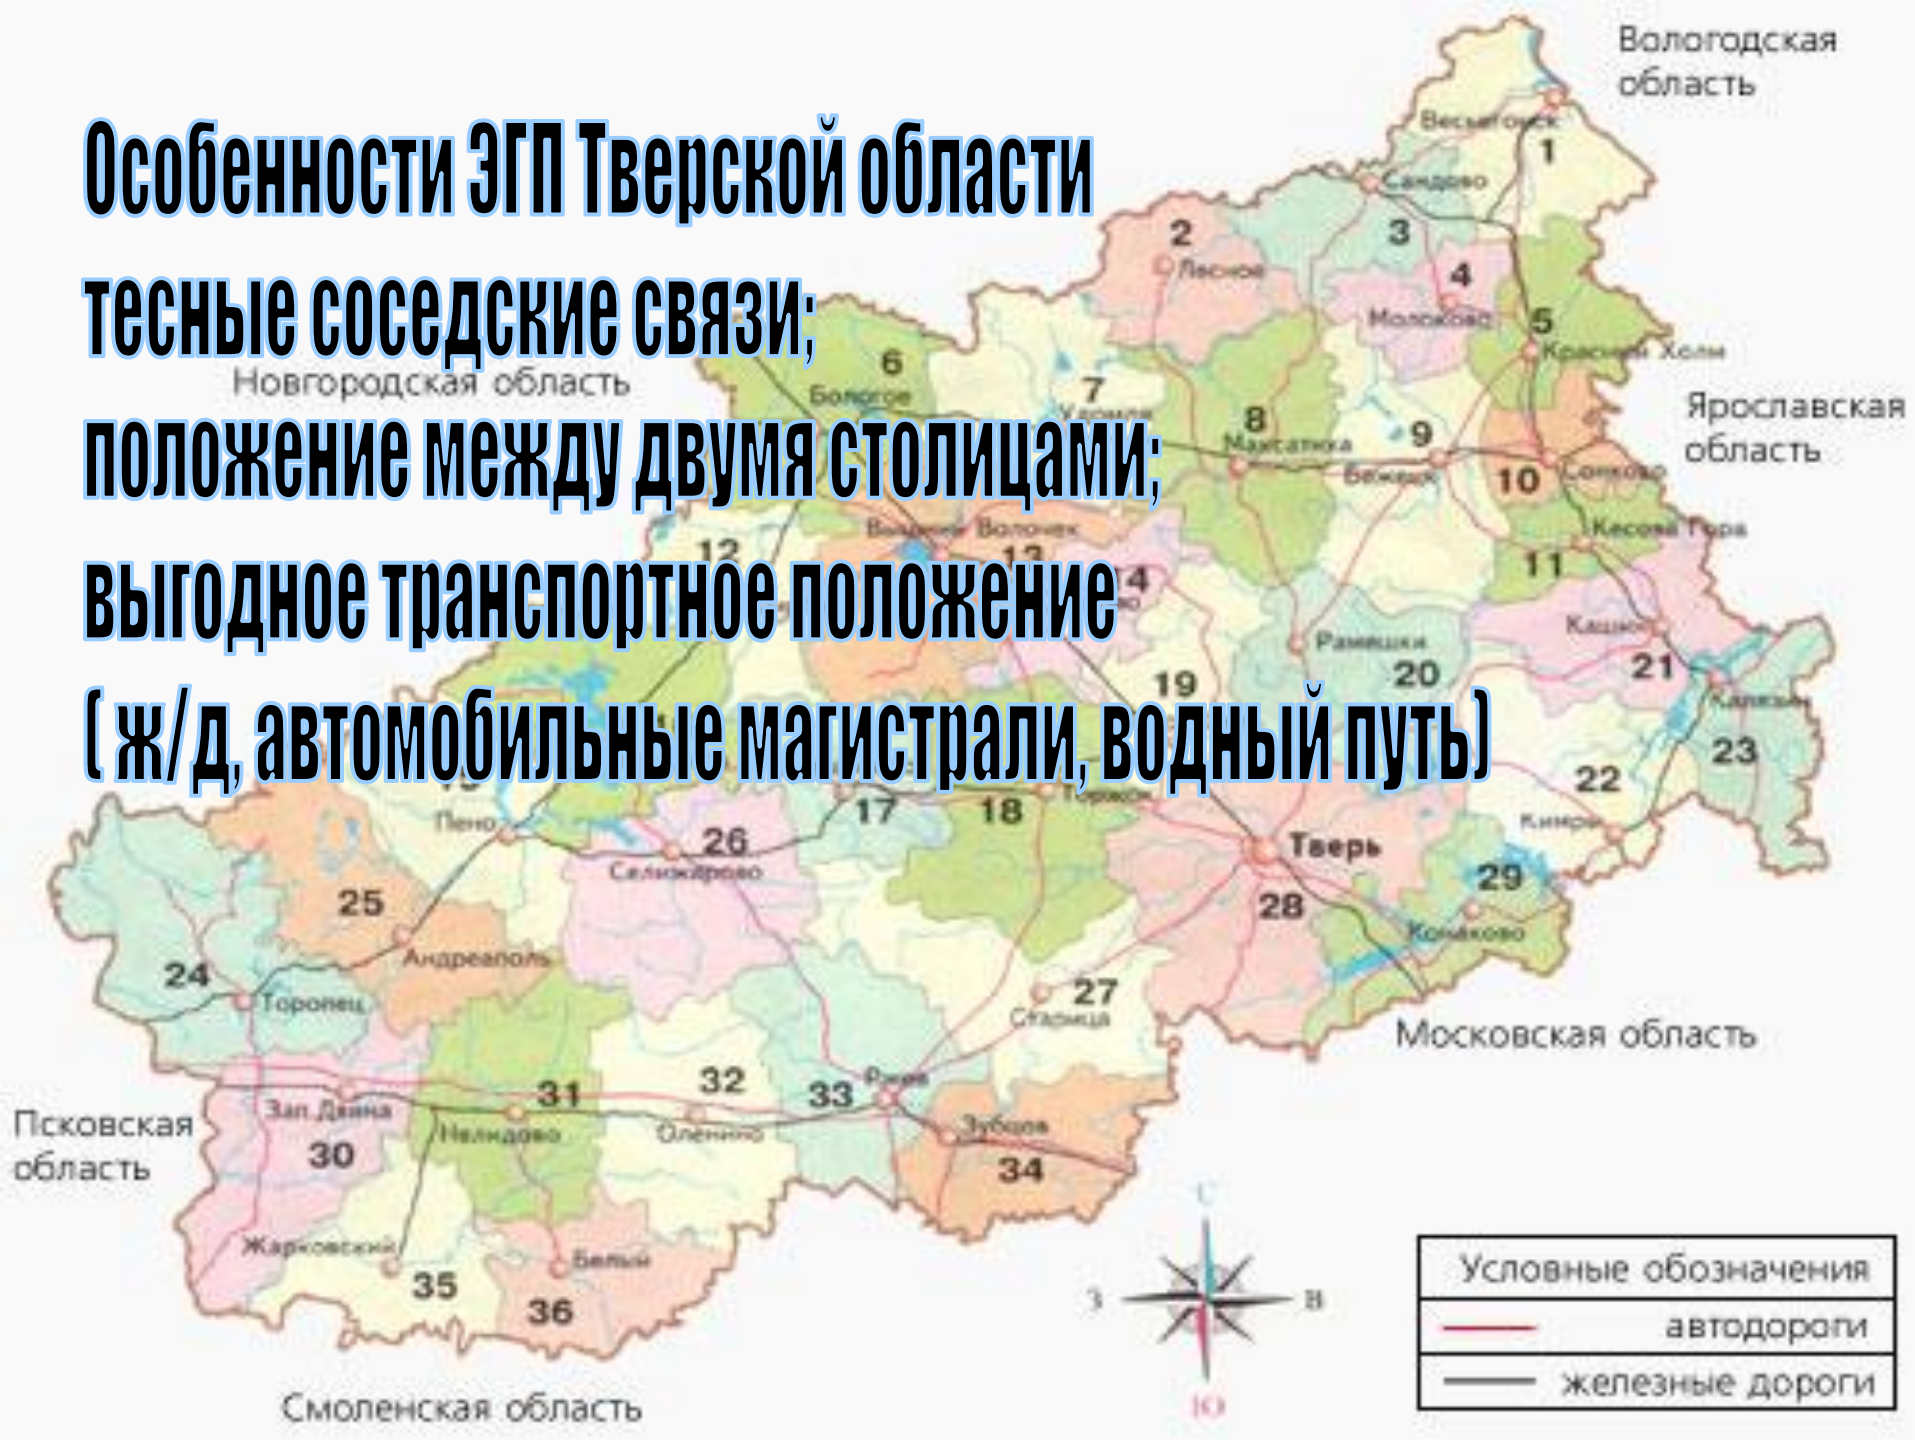 Вологодская
область
Весьегонск
1
Особенности ЭГП Тверской области
Сандово
2
3
Лесное
4
тесные соседские связи;
Молоково
5
Красный Холм
6
Новгородская область
Бологое
7
Удомля
Ярославская
область
8
Максатиха
9
положение между двумя столицами;
Бежецк
10
Сонково
Вышний Волочек
Кесова Гора
12
13
11
14
выгодное транспортное положение
Кашин
Рамешки
20
21
19
Калязин
( ж/д, автомобильные магистрали, водный путь)
23
22
Пено
17
18
Торжок
Кимры
26
Тверь
Селижарово
29
25
28
Конаково
Андреаполь
24
Торопец
27
Старица
Московская область
32
31
33
Ржев
Зап.Двина
Псковская
область
Нелидово
Оленино
Зубцов
30
34
С
Жарковский
Белый
35
36
З
В
Ю
Условные обозначения
автодороги
железные дороги
Смоленская область